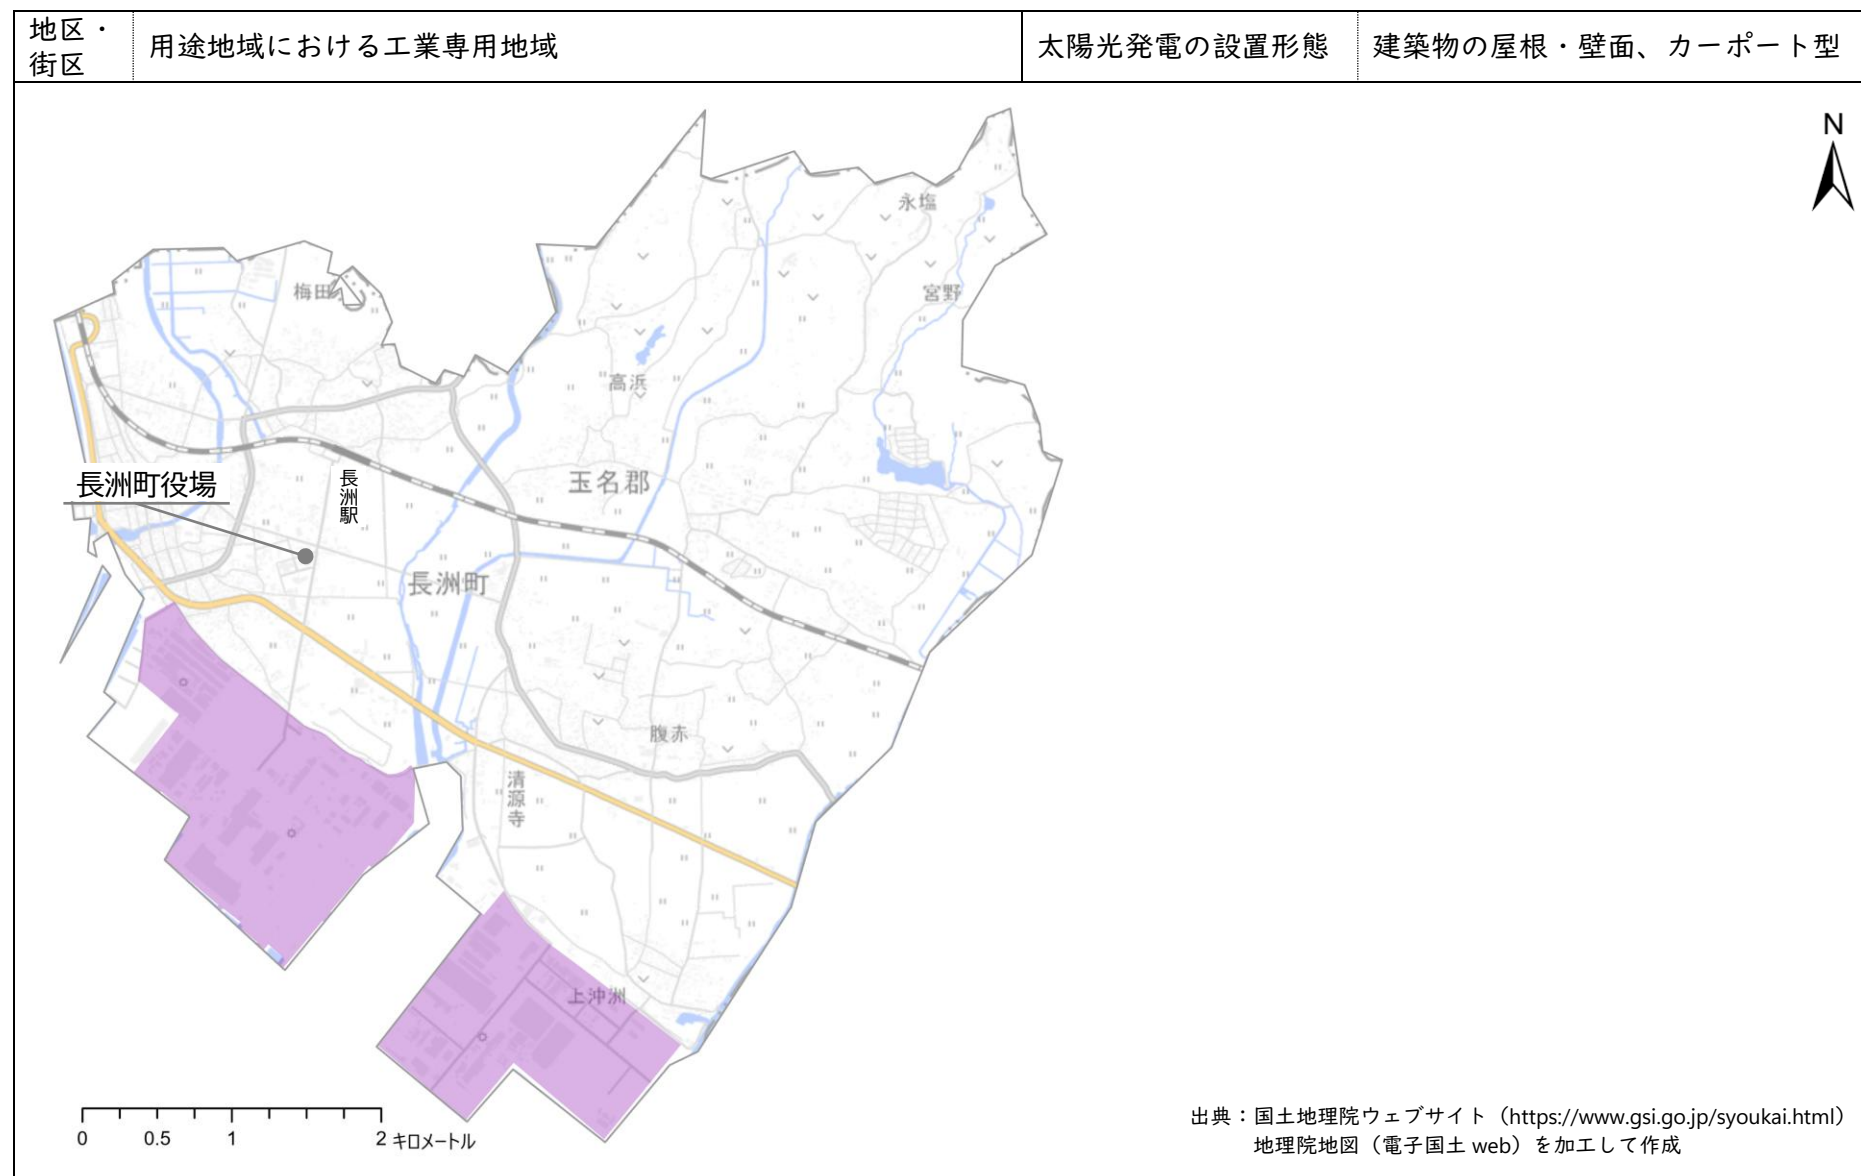 地区・
街区
用途地域における工業専用地域
太陽光発電の設置形態
建築物の屋根・壁面、カーポート型
N
永塩
梅田
宮野
高浜
長洲町役場
長洲駅
玉名郡
長洲町
腹赤
清源寺
上沖洲
0 0.5 1 2 キロメートル
出典：国土地理院ウェブサイト（https://www.gsi.go.jp/syoukai.html）
地理院地図（電子国土 web）を加工して作成